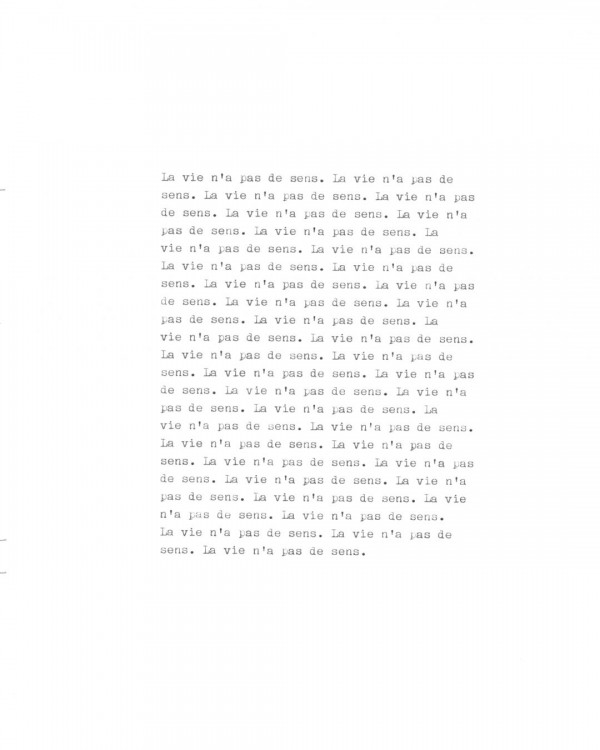 La vie n'a pas de sens. La vie n'a pas de
sens. La vie n'a pas de sens. La vie n'a pas
de sens. La vie n'a pas de sens. La vie n'a
pas de sens. La vie n'a pas de sens. La
vie n'a pas de sens. La vie n'a pas de sens.
La vie n'a pas de sens. La vie n'a pas de
sens. La vie n'a pas de sens. La vie n'a pas
de sens. La vie n'a pas de sens. La vie n'a
pas de sens. La vie n'a pas de sens. La
vie n'a pas de sens. La vie n'a pas de sens.
La vie n'a pas de sens. La vie n'a pas de
sens. La vie n'a pas de sens. La vie n'a pas
de sens. La vie n'a pas de sens. La vie n'a
pas de sens. La vie n'a pas de sens. La
vie n'a pas de sens. La vie n'a pas de sens.
La vie n'a pas de sens. La vie n'a pas de
sens. La vie n'a pas de sens. La vie n'a pas
de sens. La vie n'a pas de sens. La vie n'a
pas de sens. La vie n'a pas de sens. La vie
n'a pas de sens. La vie n'a pas de sens.
La vie n'a pas de sens. La vie n'a pas de
sens. La vie n'a pas de sens.